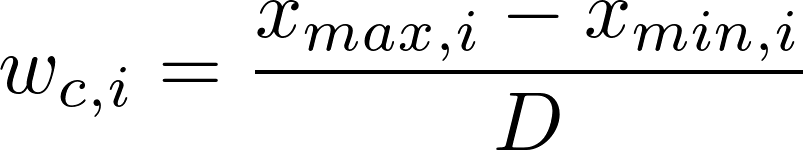 w_{c,i} = \frac{x_{max,i} - x_{min,i}}{D}